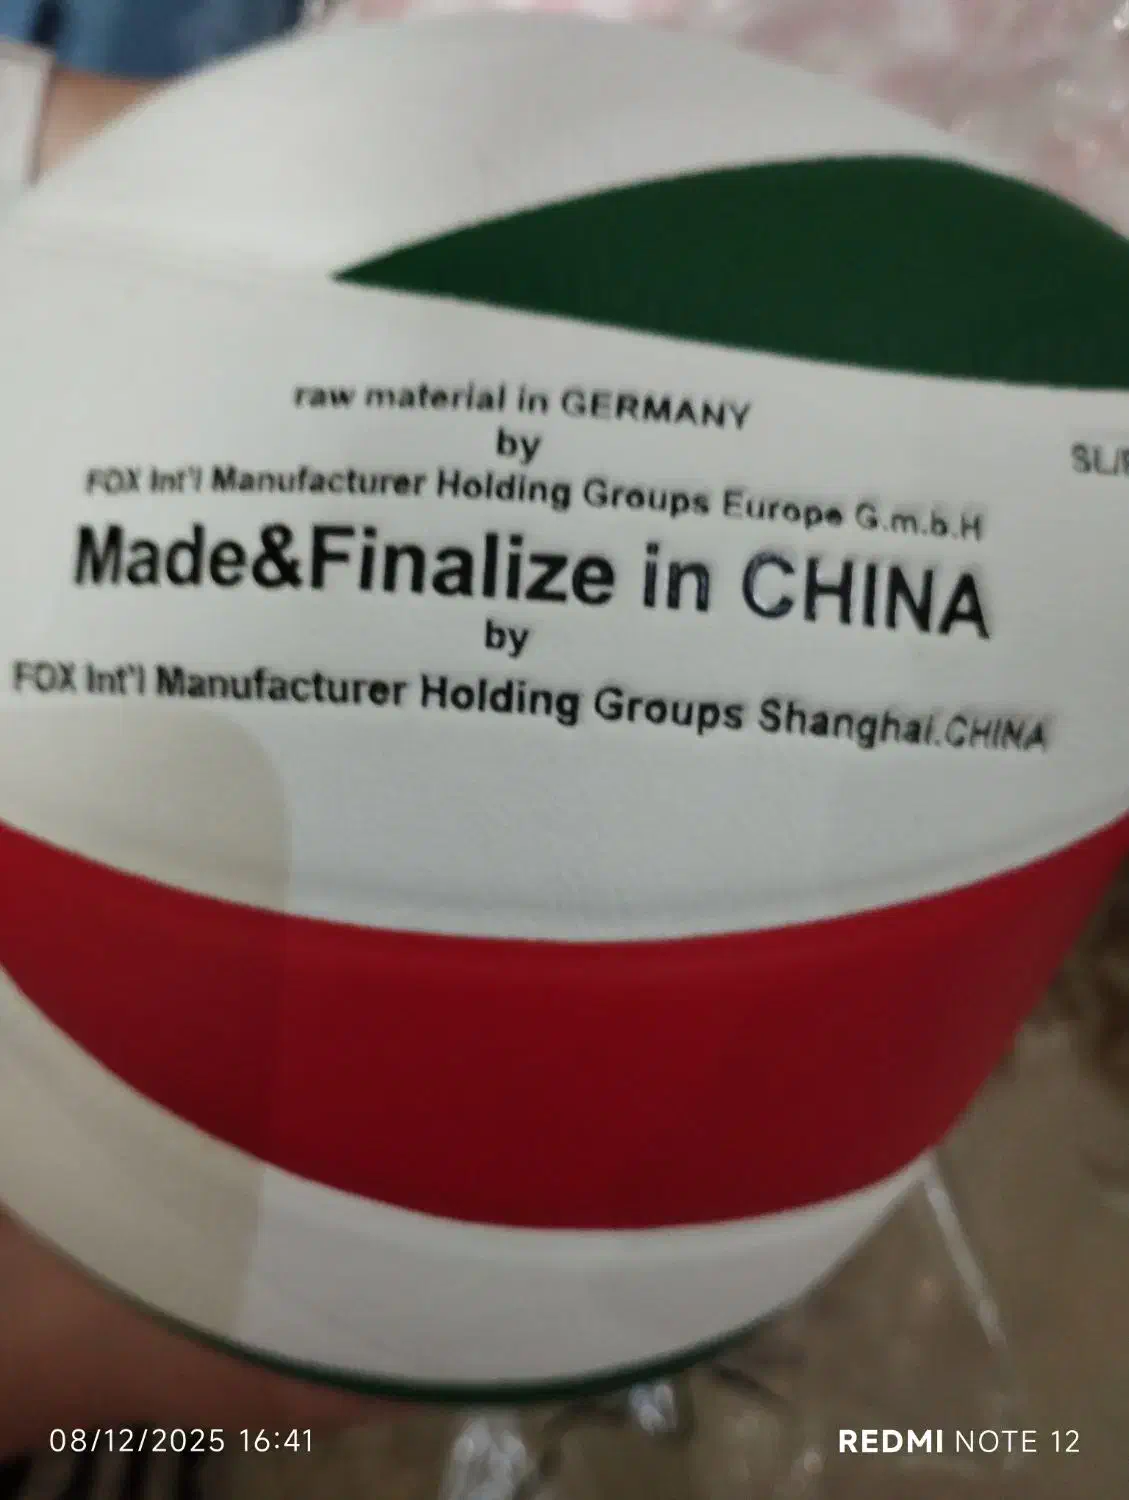 raw material in GERMANY
by
FOX Int'l Manufacturer Holding Groups Europe G.m.b.H
Made&Finalize in CHINA
by
FOX Int'l Manufacturer Holding Groups Shanghai.CHINA
08/12/2025 16:41
REDMI NOTE 12